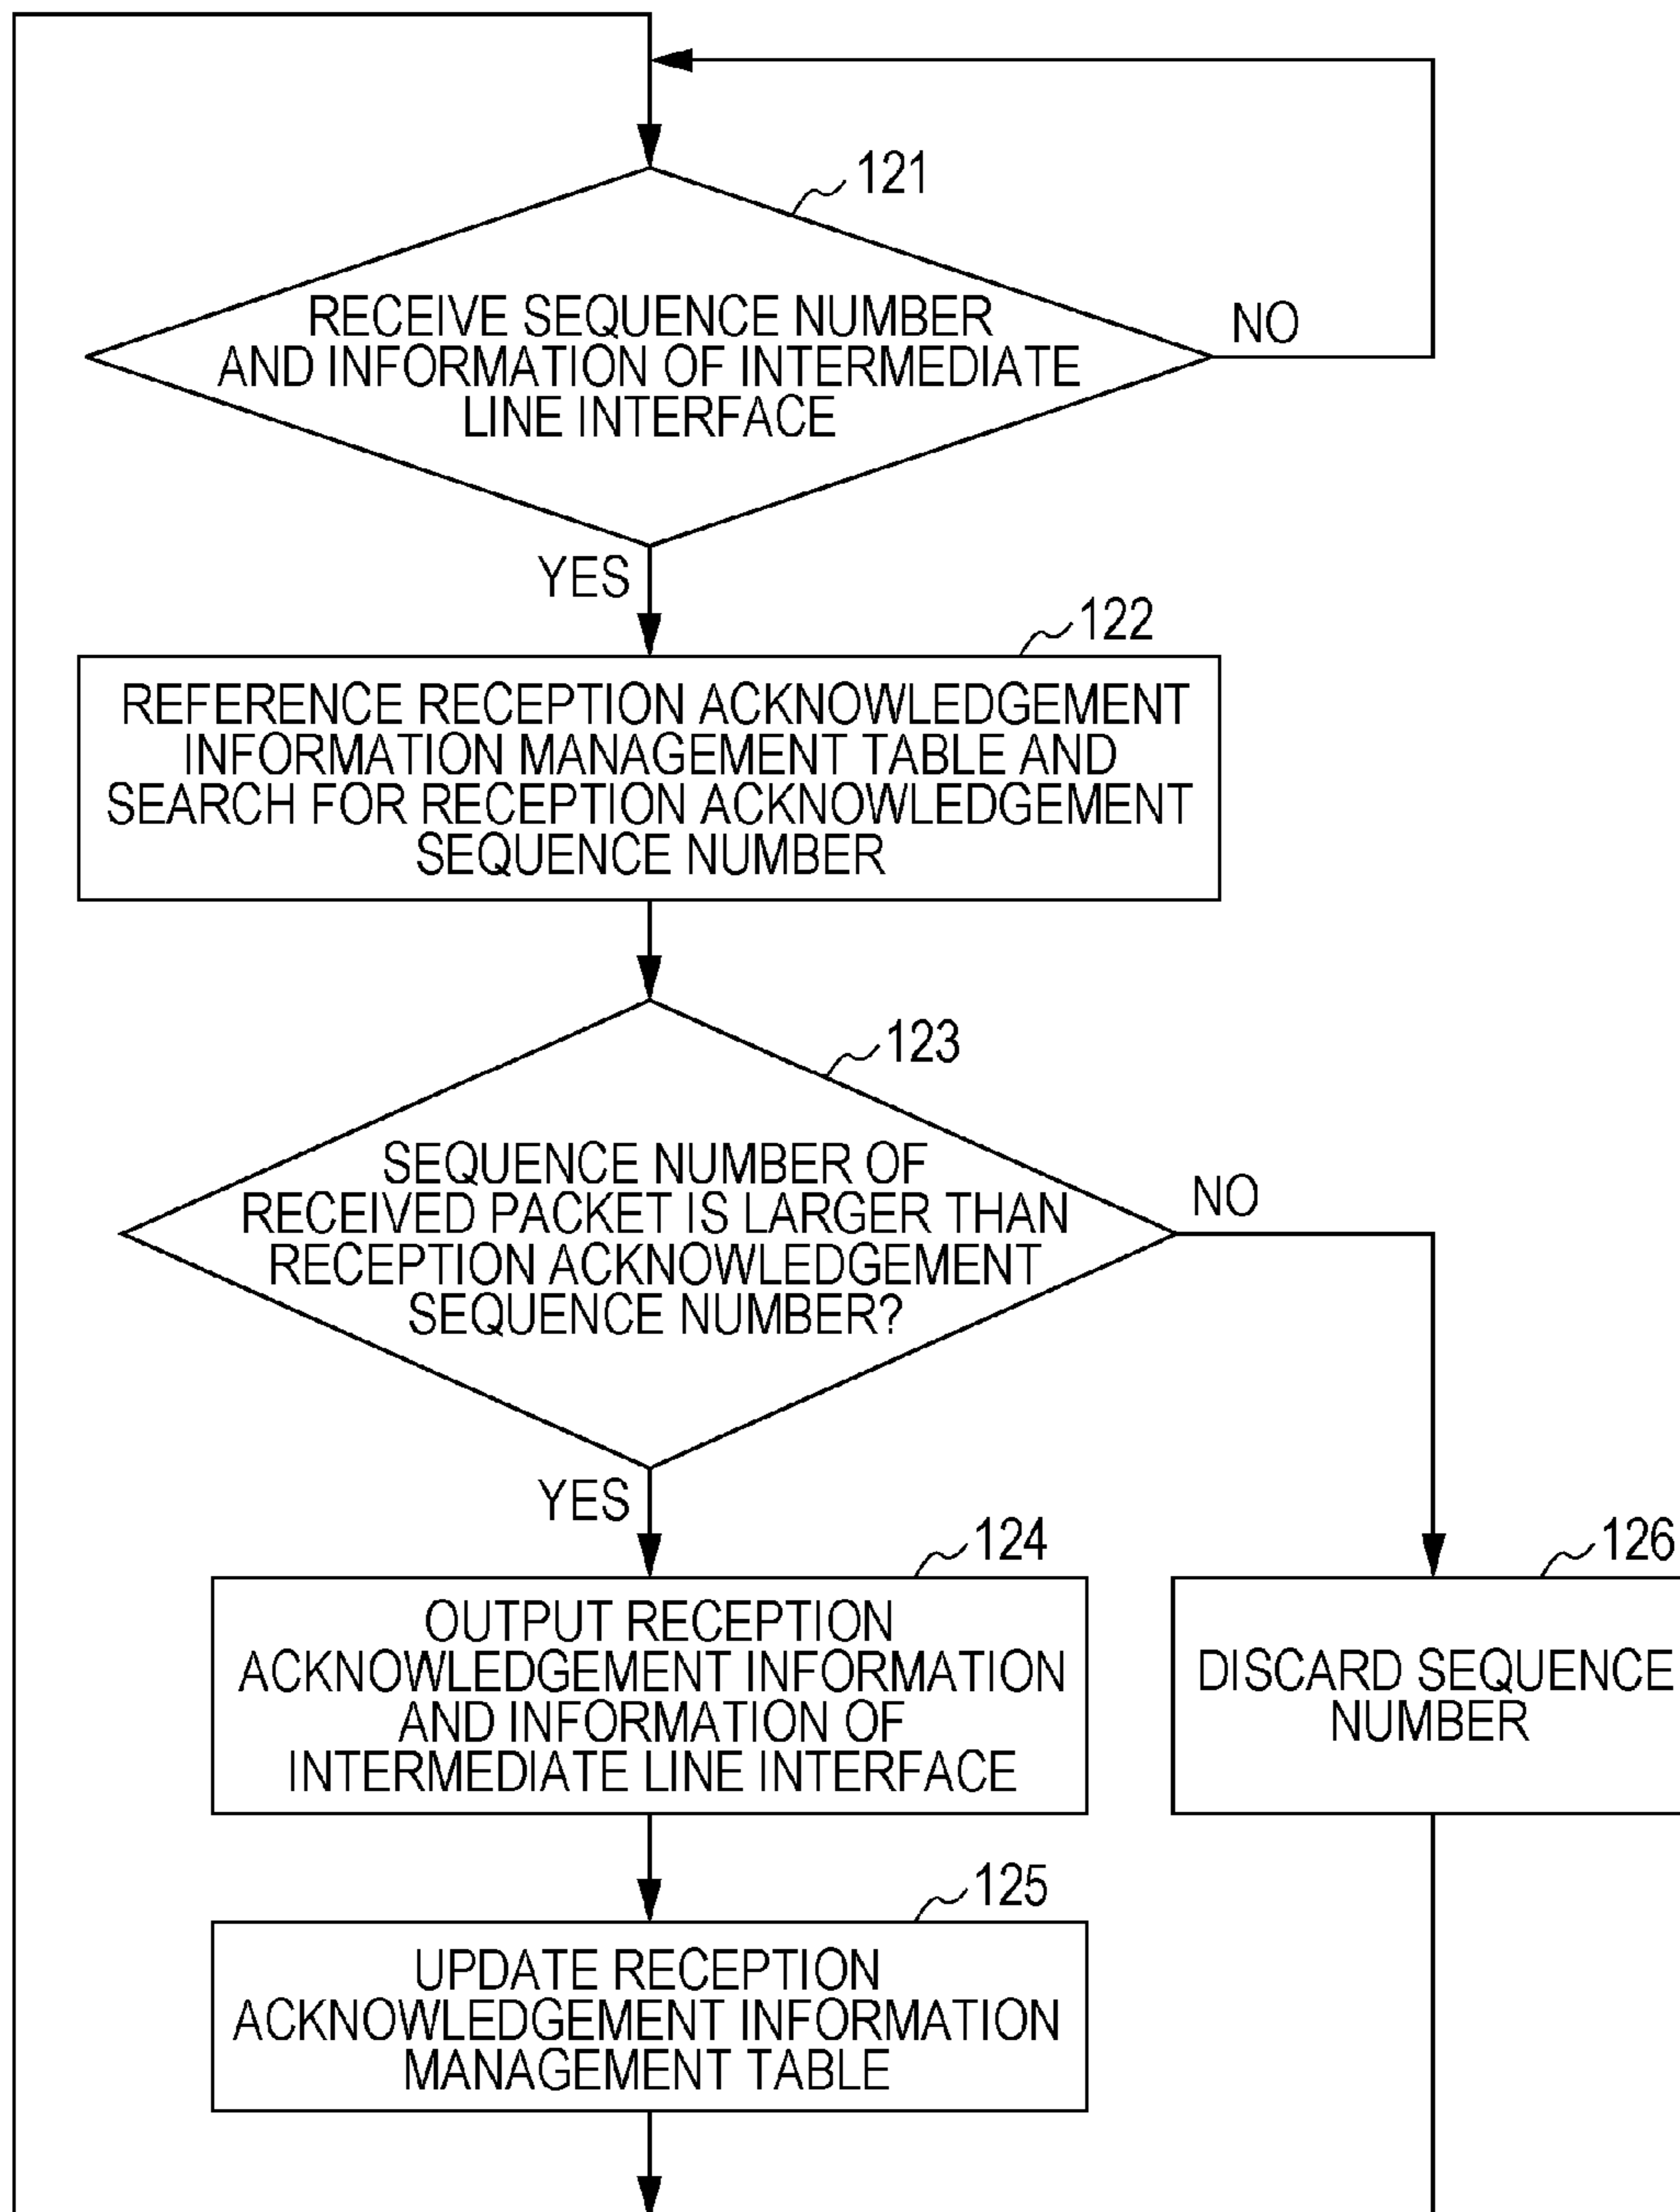 121
RECEIVE SEQUENCE NUMBER
AND INFORMATION OF INTERMEDIATE
LINE INTERFACE
NO
YES
122
REFERENCE RECEPTION ACKNOWLEDGEMENT
INFORMATION MANAGEMENT TABLE AND
SEARCH FOR RECEPTION ACKNOWLEDGEMENT
SEQUENCE NUMBER
123
SEQUENCE NUMBER OF
RECEIVED PACKET IS LARGER THAN
RECEPTION ACKNOWLEDGEMENT
SEQUENCE NUMBER?
NO
YES
124
OUTPUT RECEPTION
ACKNOWLEDGEMENT INFORMATION
AND INFORMATION OF
INTERMEDIATE LINE INTERFACE
126
DISCARD SEQUENCE
NUMBER
125
UPDATE RECEPTION
ACKNOWLEDGEMENT INFORMATION
MANAGEMENT TABLE